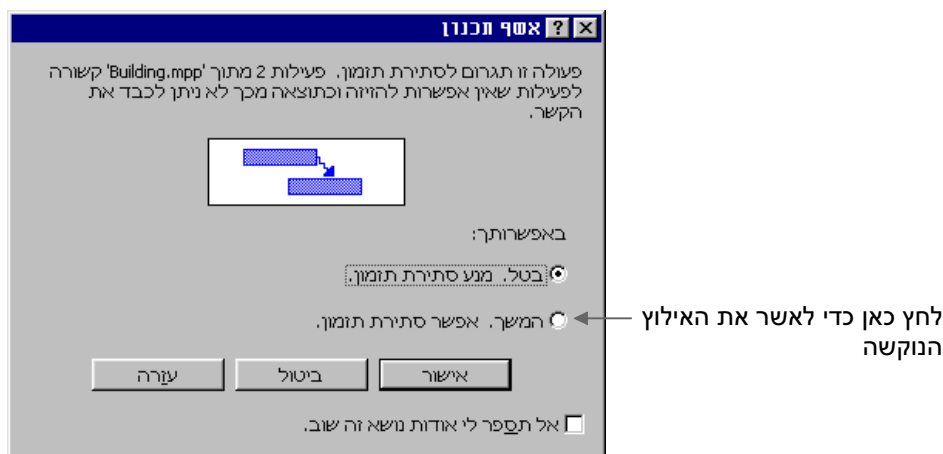 אשף תכנון
פעולה זו תגרום לסתירת תזמון. פעילות 2 מתוך 'Building.mpp' קשורה
לפעילות שאין אפשרות להזיזה וכתוצאה מכך לא ניתן לכבד את
הקשר.
באפשרותך:
בטל. מנע סתירת תזמון.
המשך. אפשר סתירת תזמון.
לחץ כאן כדי לאשר את האילוץ
הנוקשה
אישור
ביטול
עזרה
אל תספר לי אודות נושא זה שוב.